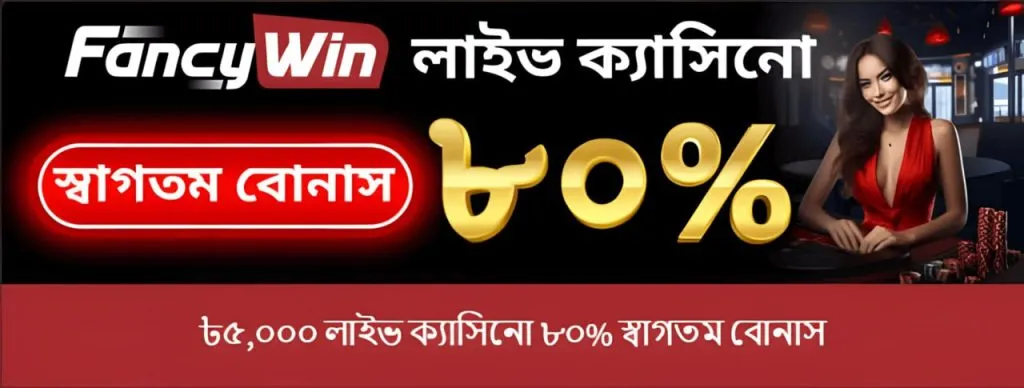 FancyWin লাইভ ক্যাসিনো
স্বাগতম বোনাস ৮০%
৳৫,০০০ লাইভ ক্যাসিনো ৮০% স্বাগতম বোনাস